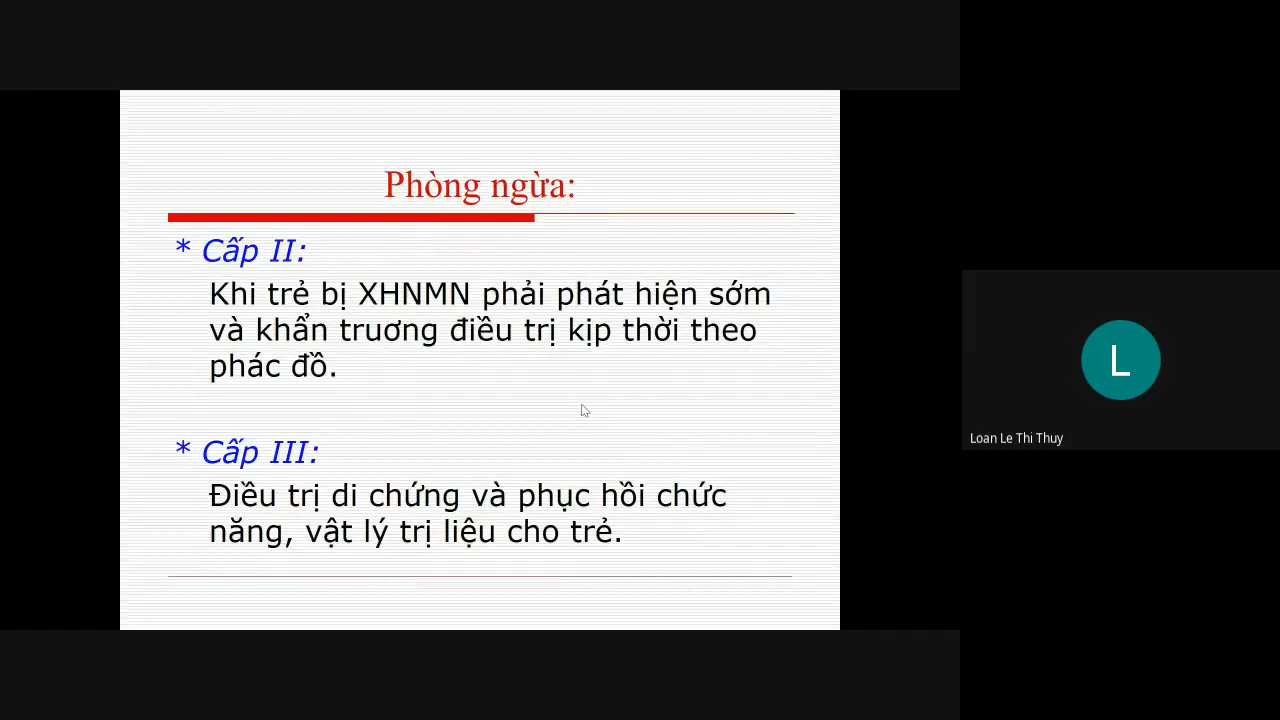 Phòng ngừa:
* Cấp II:
Khi trẻ bị XHNMN phải phát hiện sớm
và khẩn truơng điều trị kịp thời theo
phác đồ.
* Cấp III:
Điều trị di chứng và phục hồi chức
năng, vật lý trị liệu cho trẻ.
L
Loan Le Thi Thuy